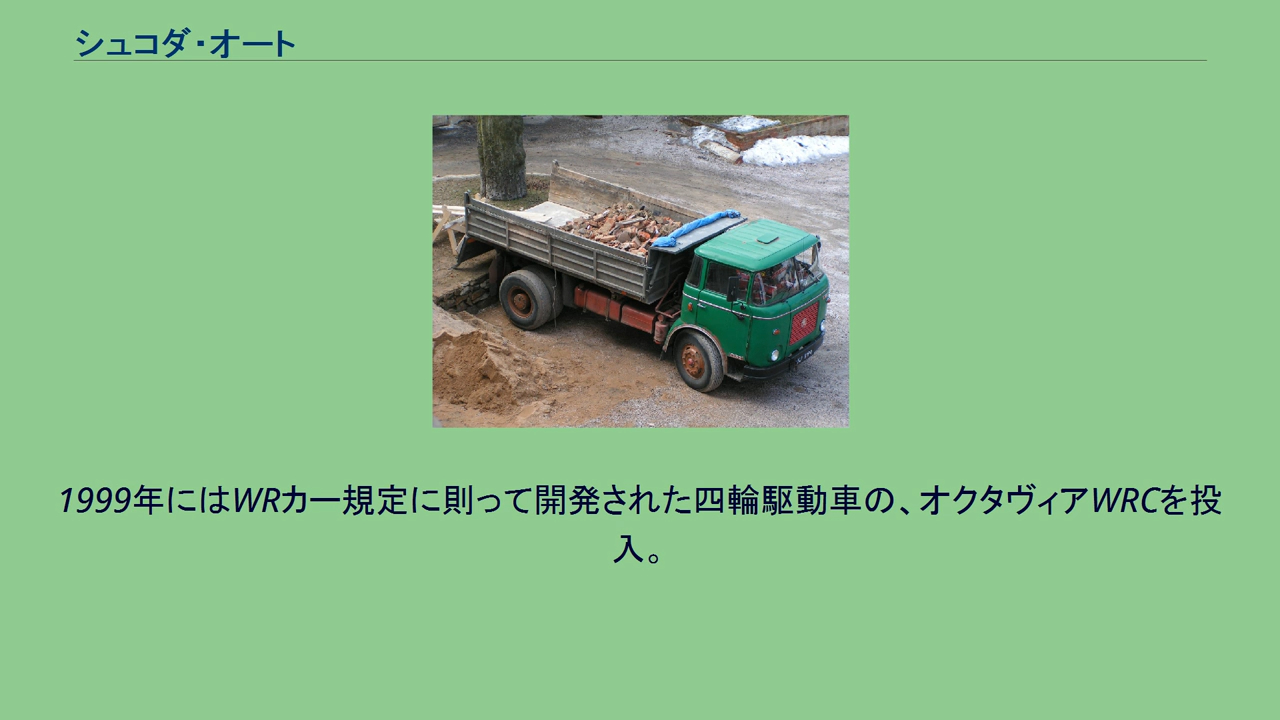 シュコダ・オート
1999年にはWRカー規定に則って開発された四輪駆動車の、オクタヴィアWRCを投
入。